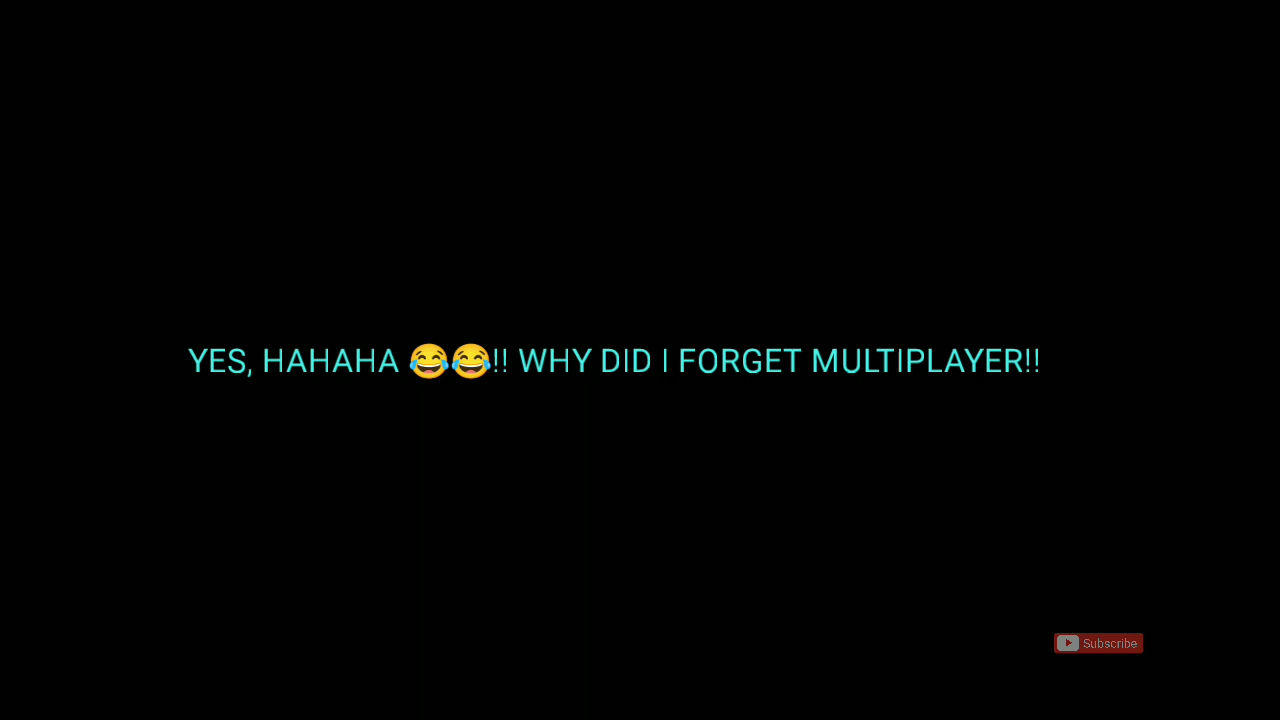 YES, HAHAHA 😂😂!! WHY DID I FORGET MULTIPLAYER!!
Subscribe